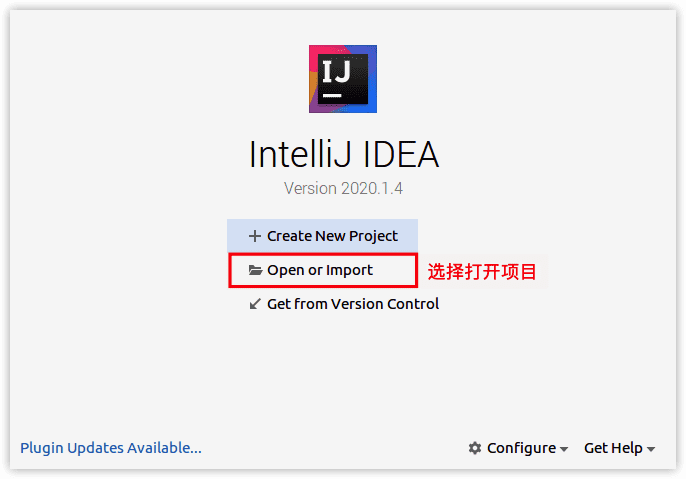 IJ
IntelliJ IDEA
Version 2020.1.4
Create New Project
Open or Import 选择打开项目
Get from Version Control
Plugin Updates Available... Configure Get Help